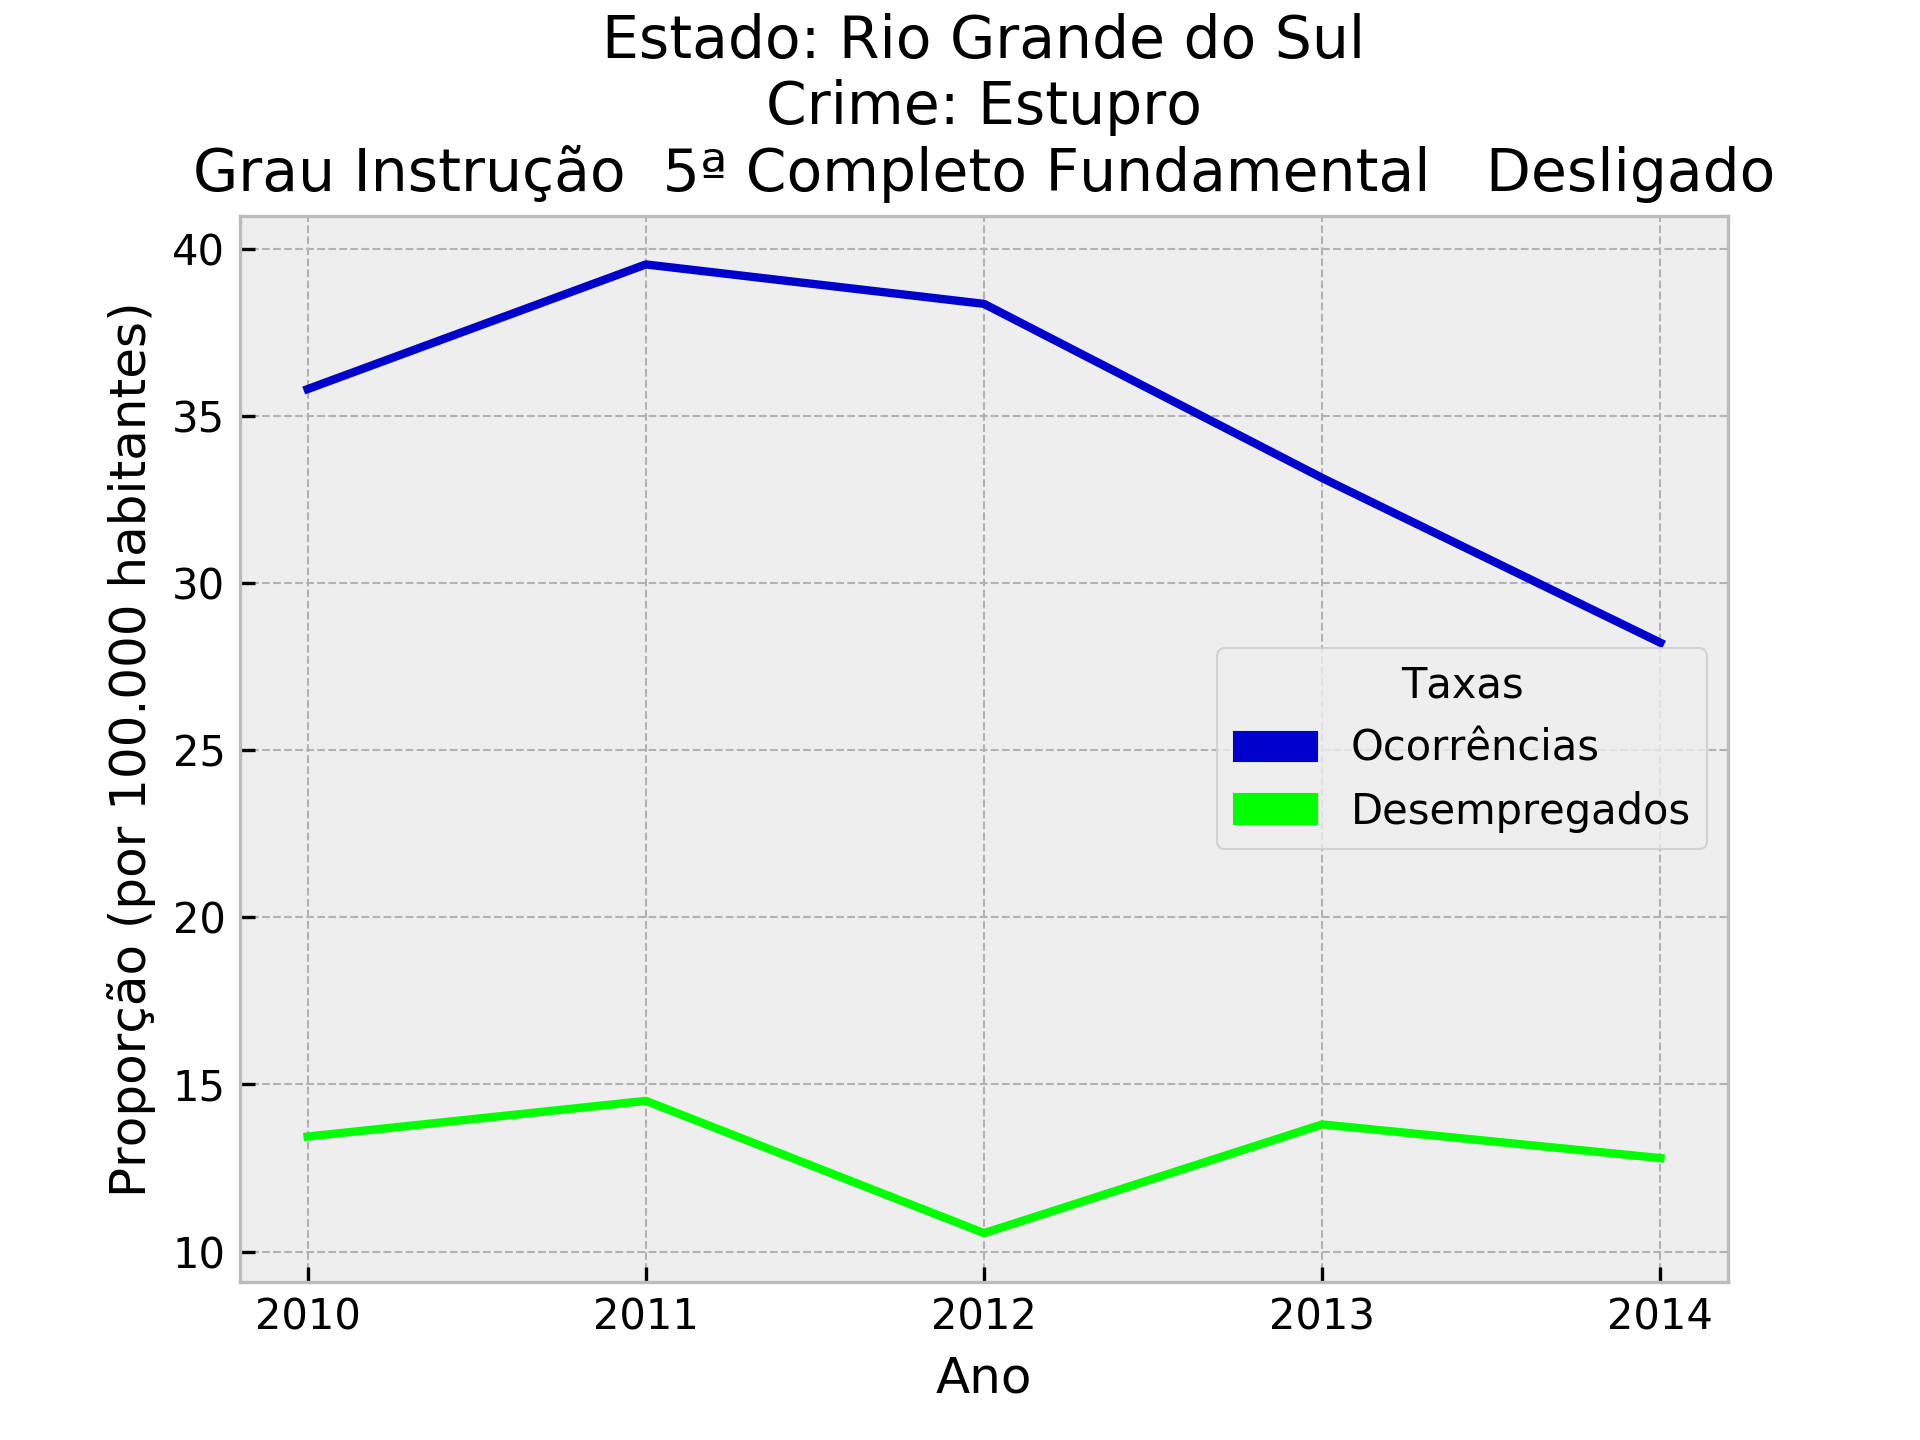 Estado: Rio Grande do Sul
Crime: Estupro
Grau Instrução  5ª Completo Fundamental   Desligado
Proporção (por 100.000 habitantes)
40
35
30
25
20
15
10
Taxas
Ocorrências
Desempregados
2010 2011 2012 2013 2014
Ano